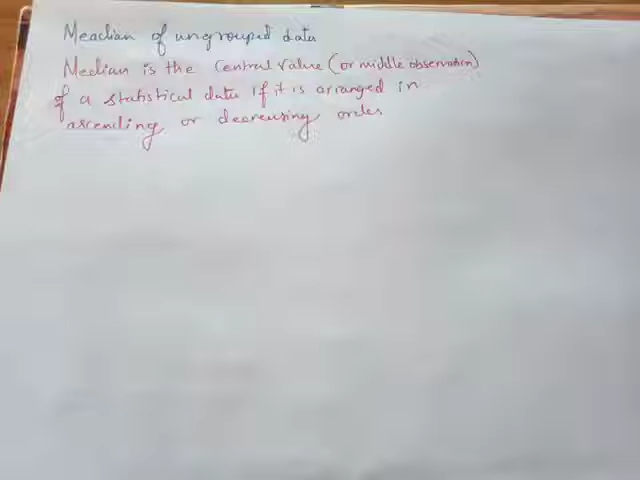 Meadian of ungrouped data
Median is the central value (or middle observation)
of a statistical data if it is arranged in
ascending or decreasing order